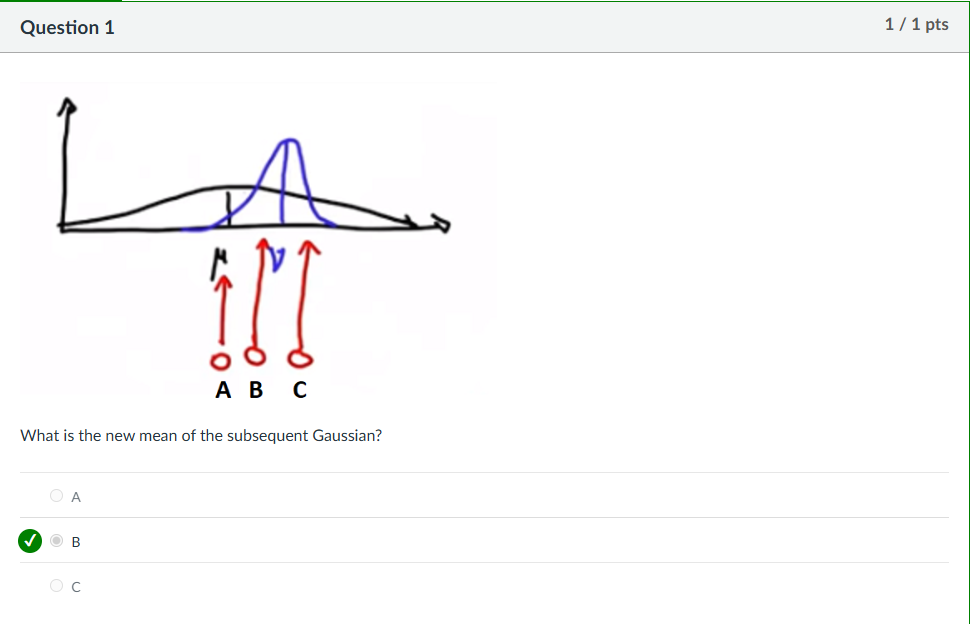 Question 1
1 / 1 pts
μ ν
A B C
What is the new mean of the subsequent Gaussian?
A
B
C